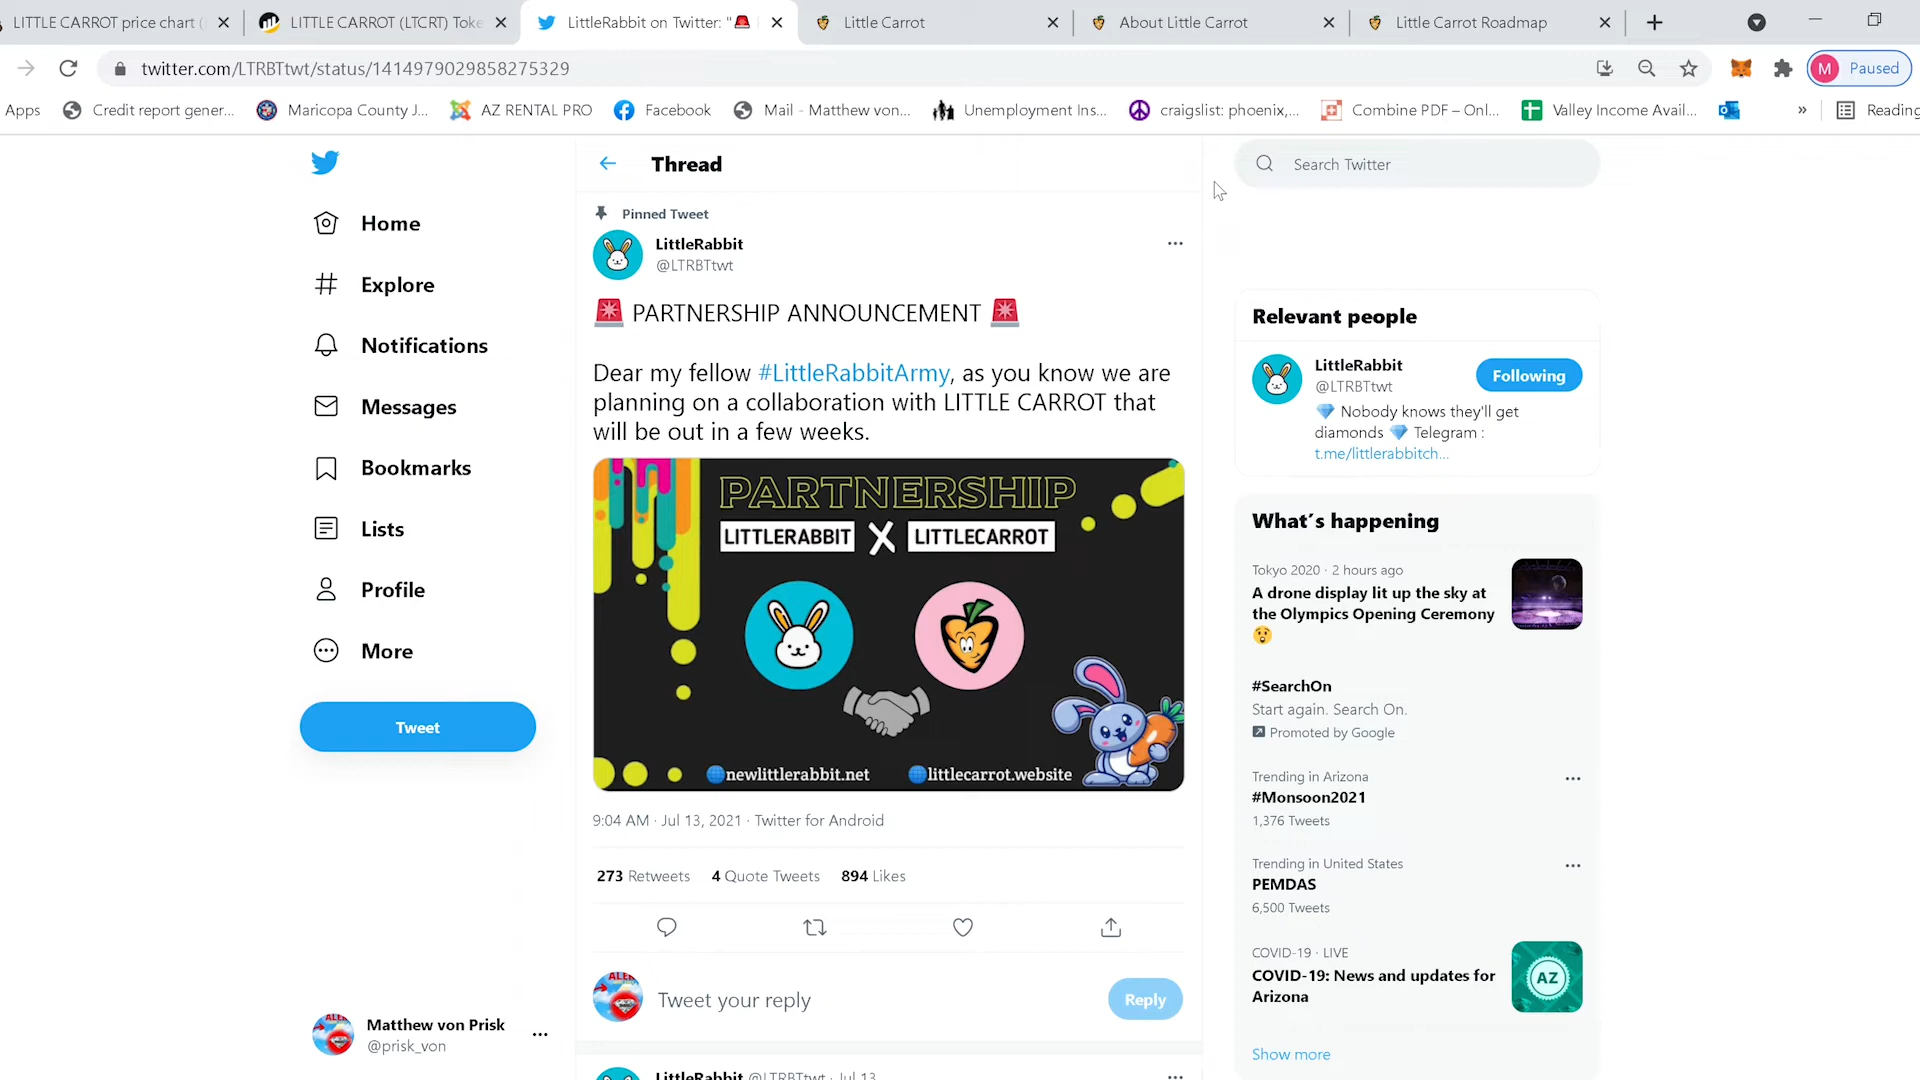 LITTLE CARROT price chart (
LITTLE CARROT (LTCRT) Toke
LittleRabbit on Twitter: "🚨
Little Carrot
About Little Carrot
Little Carrot Roadmap
twitter.com/LTRBTtwt/status/1414979029858275329
M
Paused
Apps
Credit report gener...
Maricopa County J...
AZ RENTAL PRO
Facebook
Mail - Matthew von...
Unemployment Ins...
craigslist: phoenix,...
Combine PDF – Onl...
Valley Income Avail...
»
Reading
Thread
Search Twitter
Home
Explore
Notifications
Messages
Bookmarks
Lists
Profile
More
Tweet
Matthew von Prisk
@prisk_von
Pinned Tweet
LittleRabbit
@LTRBTtwt
🚨 PARTNERSHIP ANNOUNCEMENT 🚨
Dear my fellow #LittleRabbitArmy, as you know we are
planning on a collaboration with LITTLE CARROT that
will be out in a few weeks.
PARTNERSHIP
LITTLERABBIT X LITTLECARROT
newlittlerabbit.net
littlecarrot.website
9:04 AM · Jul 13, 2021 · Twitter for Android
273 Retweets 4 Quote Tweets 894 Likes
ALE
Tweet your reply
Reply
LittleRabbit @LTRBTtwt · Jul 13
Relevant people
LittleRabbit
@LTRBTtwt
Following
💎 Nobody knows they'll get
diamonds 💎 Telegram :
t.me/littlerabbitch...
What's happening
Tokyo 2020 · 2 hours ago
A drone display lit up the sky at
the Olympics Opening Ceremony
😲
#SearchOn
Start again. Search On.
Promoted by Google
Trending in Arizona
#Monsoon2021
1,376 Tweets
Trending in United States
PEMDAS
6,500 Tweets
COVID-19 · LIVE
COVID-19: News and updates for
Arizona
AZ
Show more